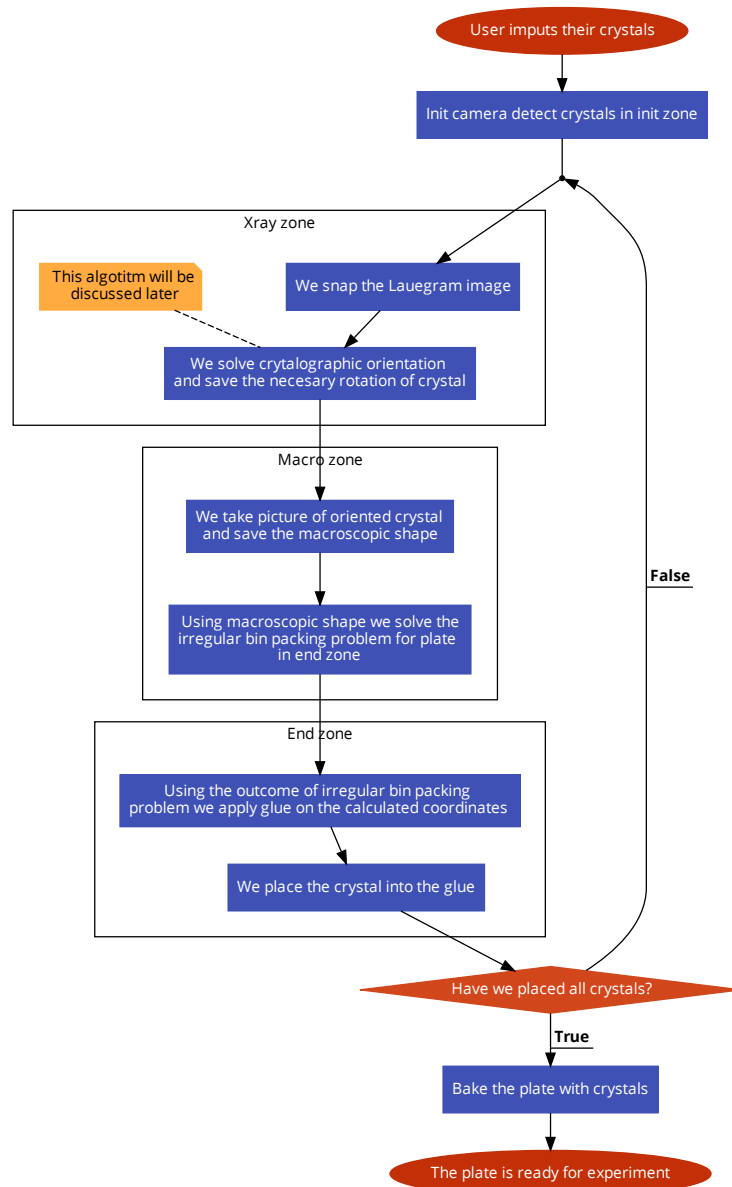 User imputs their crystals
Init camera detect crystals in init zone
Xray zone
This algotitm will be
discussed later
We snap the Lauegram image
We solve crytalographic orientation
and save the necesary rotation of crystal
Macro zone
We take picture of oriented crystal
and save the macroscopic shape
False
Using macroscopic shape we solve the
irregular bin packing problem for plate
in end zone
End zone
Using the outcome of irregular bin packing
problem we apply glue on the calculated coordinates
We place the crystal into the glue
Have we placed all crystals?
True
Bake the plate with crystals
The plate is ready for experiment